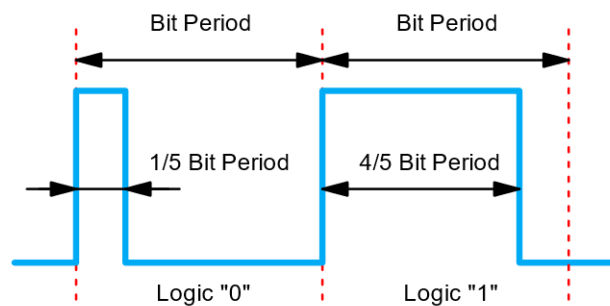 Bit Period
Bit Period
1/5 Bit Period
4/5 Bit Period
Logic "0"
Logic "1"